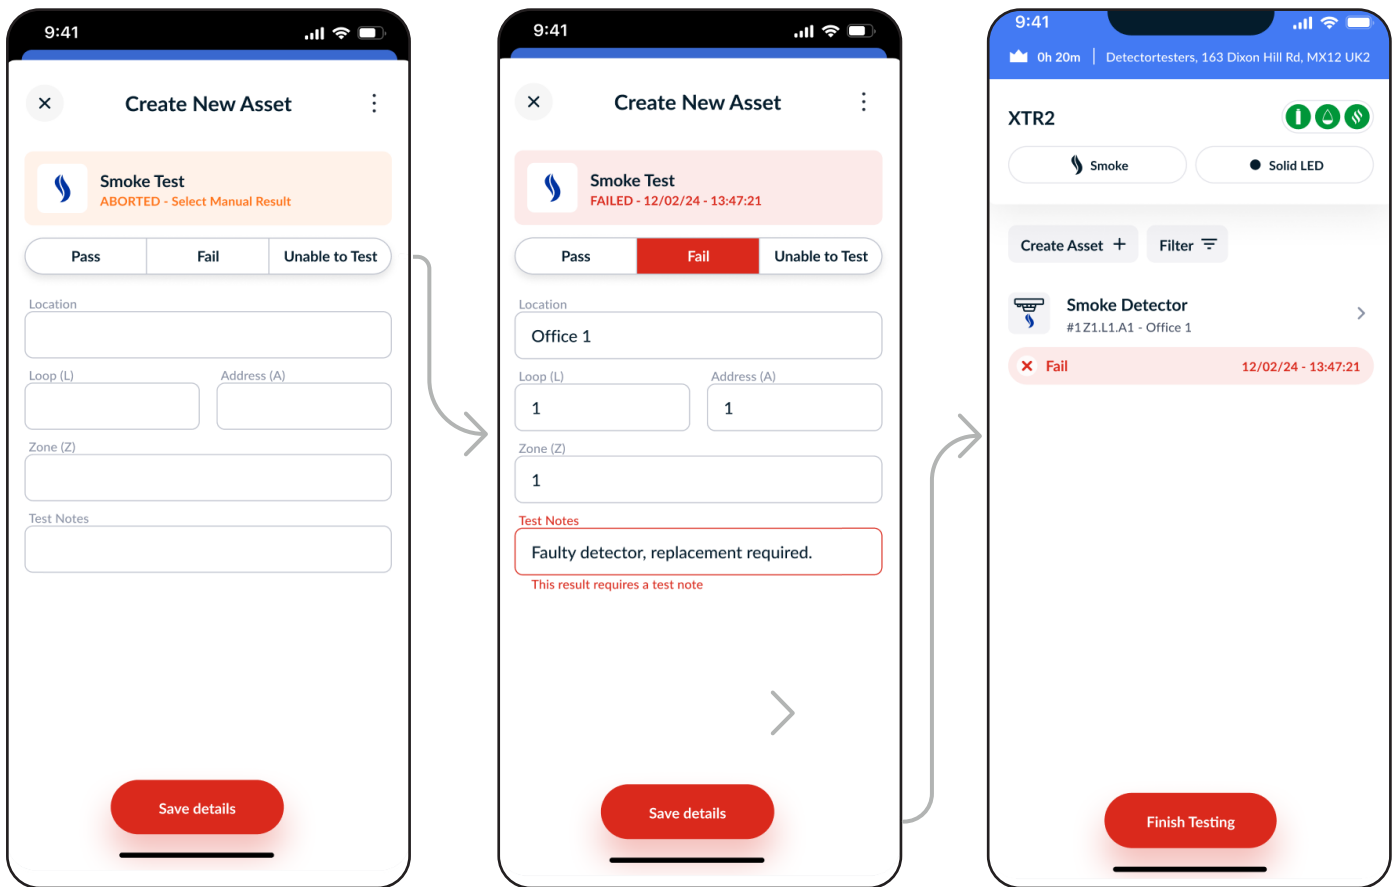 9:41
Create New Asset
Smoke Test
ABORTED - Select Manual Result
Pass
Fail
Unable to Test
Location
Loop (L)
Address (A)
Zone (Z)
Test Notes
Save details
9:41
Create New Asset
Smoke Test
FAILED - 12/02/24 - 13:47:21
Pass
Fail
Unable to Test
Location
Office 1
Loop (L)
Address (A)
1
1
Zone (Z)
1
Test Notes
Faulty detector, replacement required.
This result requires a test note
Save details
9:41
0h 20m
Detectortesters, 163 Dixon Hill Rd, MX12 UK2
XTR2
Smoke
Solid LED
Create Asset +
Filter
Smoke Detector
#1 Z1.L1.A1 - Office 1
Fail
12/02/24 - 13:47:21
Finish Testing